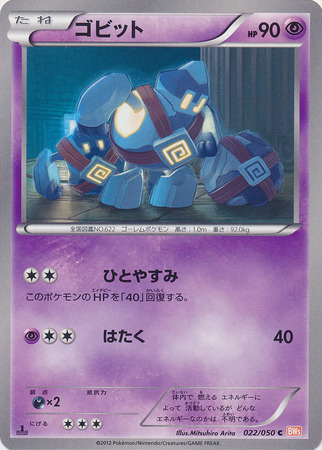 たね
ゴビット
HP90
全国図鑑NO.622 ゴーレムポケモン 高さ:1.0m 重さ:92.0kg
ひとやすみ
このポケモンのHPを「40」回復する。
はたく 40
弱点 抵抗力
×2
にげる
体内で 燃える エネルギーに
よって 活動している が どんな
エネルギーなのかは 不明である。
Illus.Mitsuhiro Arita 022/050 C
©2012 Pokémon/Nintendo/Creatures/GAME FREAK.